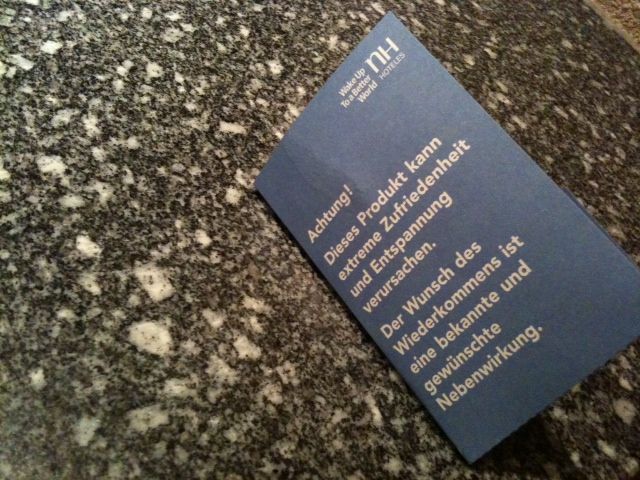 Wake Up
To a Better
World
nH
HOTELES
Achtung!
Dieses Produkt kann
extreme Zufriedenheit
und Entspannung
verursachen.
Der Wunsch des
Wiederkommens ist
eine bekannte und
gewünschte
Nebenwirkung.